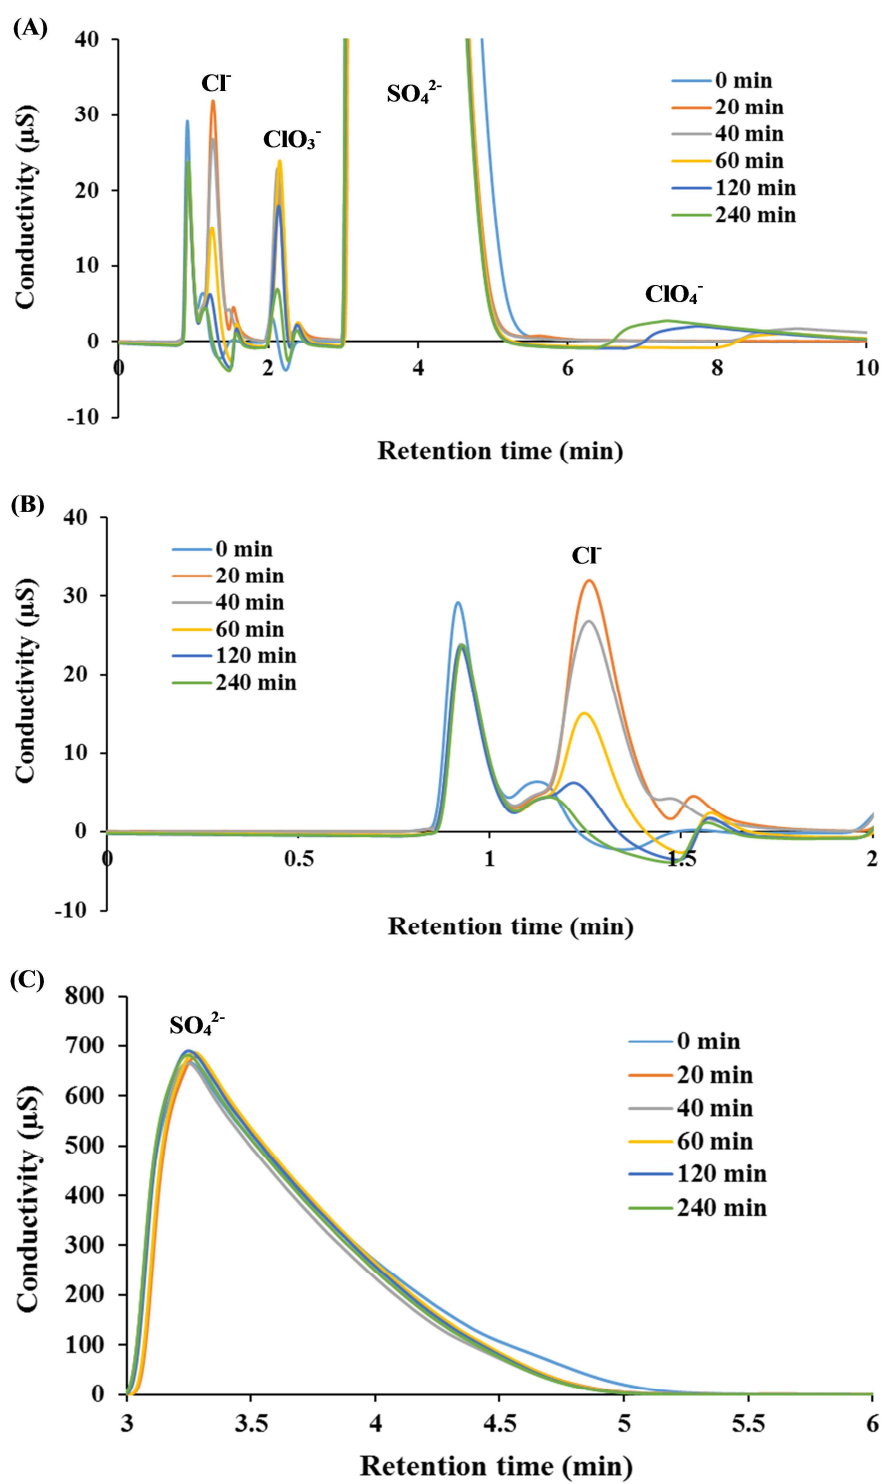 (A)
40
30
20
10
0
-10
Conductivity (µS)
Cl⁻
ClO₃⁻
SO₄²⁻
ClO₄⁻
0 min
20 min
40 min
60 min
120 min
240 min
0 2 4 6 8 10
Retention time (min)
(B)
40
30
20
10
0
-10
Conductivity (µS)
0 min
20 min
40 min
60 min
120 min
240 min
Cl⁻
0 0.5 1 1.5 2
Retention time (min)
(C)
800
700
600
500
400
300
200
100
0
Conductivity (µS)
SO₄²⁻
0 min
20 min
40 min
60 min
120 min
240 min
3 3.5 4 4.5 5 5.5 6
Retention time (min)